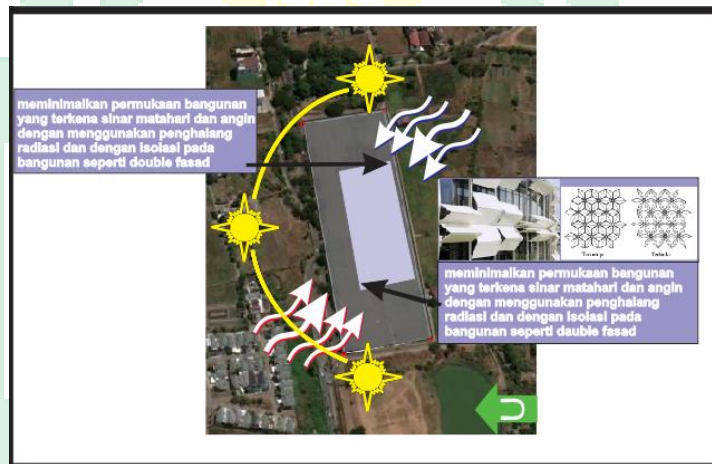 meminimalkan permukaan bangunan
yang terkena sinar matahari dan angin
dengan menggunakan penghalang
radiasi dan dengan isolasi pada
bangunan seperti double fasad
meminimalkan permukaan bangunan
yang terkena sinar matahari dan angin
dengan menggunakan penghalang
radiasi dan dengan isolasi pada
bangunan seperti dauble fasad